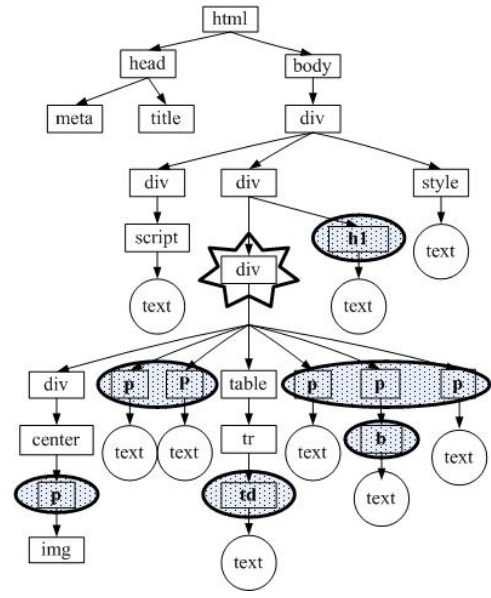 html
head body
meta title div
div div style
script h1
div text
text text
div p P table p p p
center text text tr text b text
p td text
img text